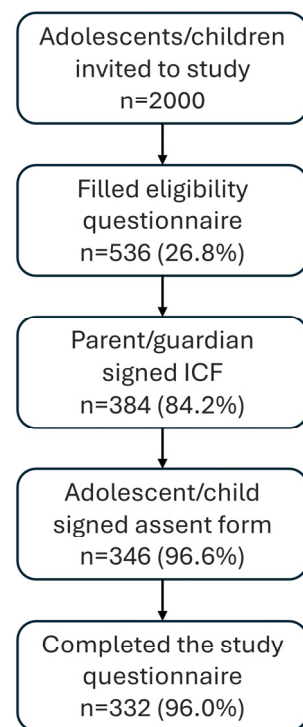 Adolescents/children
invited to study
n=2000
Filled eligibility
questionnaire
n=536 (26.8%)
Parent/guardian
signed ICF
n=384 (84.2%)
Adolescent/child
signed assent form
n=346 (96.6%)
Completed the study
questionnaire
n=332 (96.0%)